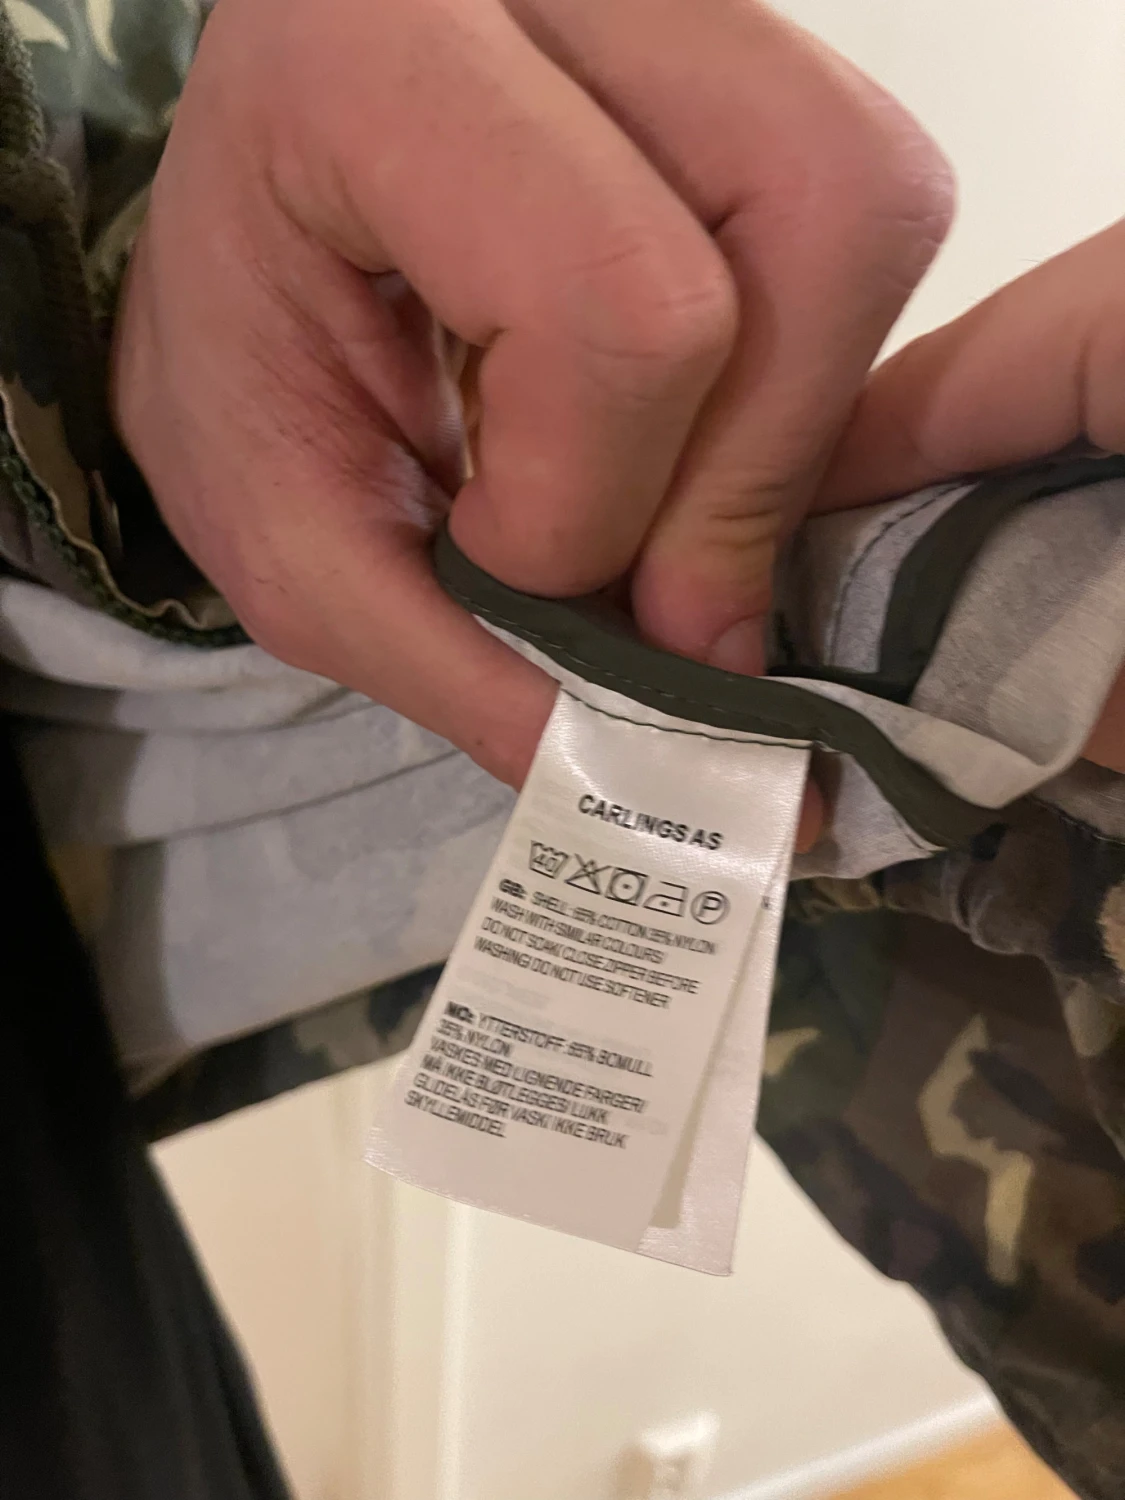 CARLINGS AS
40 P
GB: SHELL: 65% COTTON 35% NYLON
WASH WITH SIMILAR COLOURS/
DO NOT SOAK/ CLOSE ZIPPER BEFORE
WASHING/ DO NOT USE SOFTENER
NO: YTTERSTOFF: 65% BOMULL
35% NYLON
VASKES MED LIGNENDE FARGER/
MÅ IKKE BLØTLEGGES/ LUKK
GLIDELÅS FØR VASK/ IKKE BRUK
SKYLLEMIDDEL